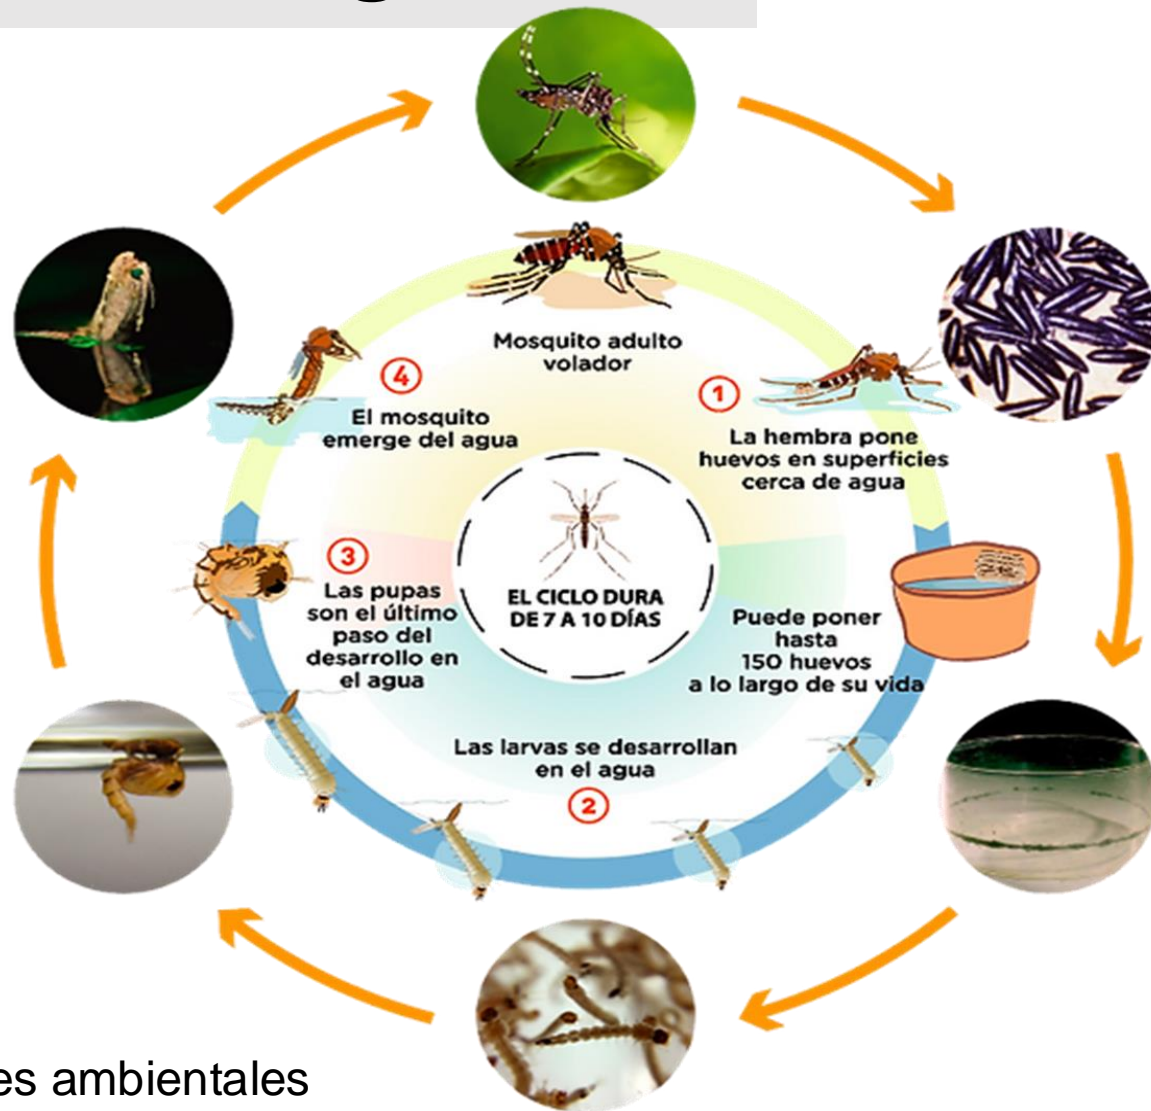 Mosquito adulto
volador
4
El mosquito
emerge del agua
1
La hembra pone
huevos en superficies
cerca de agua
3
Las pupas
son el último
paso del
desarrollo en
el agua
EL CICLO DURA
DE 7 A 10 DÍAS
Puede poner
hasta
150 huevos
a lo largo de su vida
Las larvas se desarrollan
en el agua
2
es ambientales